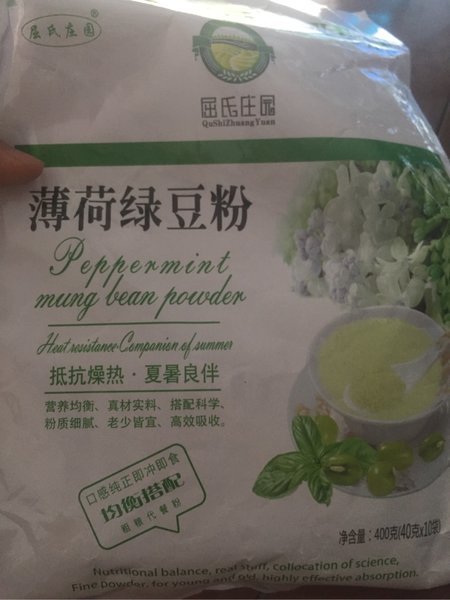 屈氏庄园®
屈氏庄园
QuShiZhuangYuan
薄荷绿豆粉
Peppermint
mung bean powder
Heat resistance·Companion of summer
抵抗燥热·夏暑良伴
营养均衡、真材实料、搭配科学、
粉质细腻、老少皆宜、高效吸收。
口感纯正即冲即食
均衡搭配
粗粮代餐粉
净含量：400克(40克x10袋)
Nutritional balance, real stuff, collocation of science,
Fine Powder, for young and old, highly effective absorption.